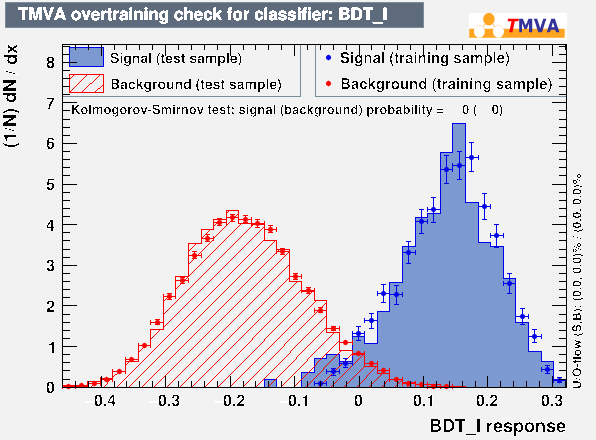 TMVA overtraining check for classifier: BDT_I
TMVA
(1/N) dN / dx
Signal (test sample)
Signal (training sample)
Background (test sample)
Background (training sample)
Kolmogorov-Smirnov test: signal (background) probability = 0 ( 0)
8
7
6
5
4
3
2
1
0
-0.4 -0.3 -0.2 -0.1 0 0.1 0.2 0.3
BDT_I response
U/O-flow (S,B): (0.0, 0.0)% / (0.0, 0.0)%